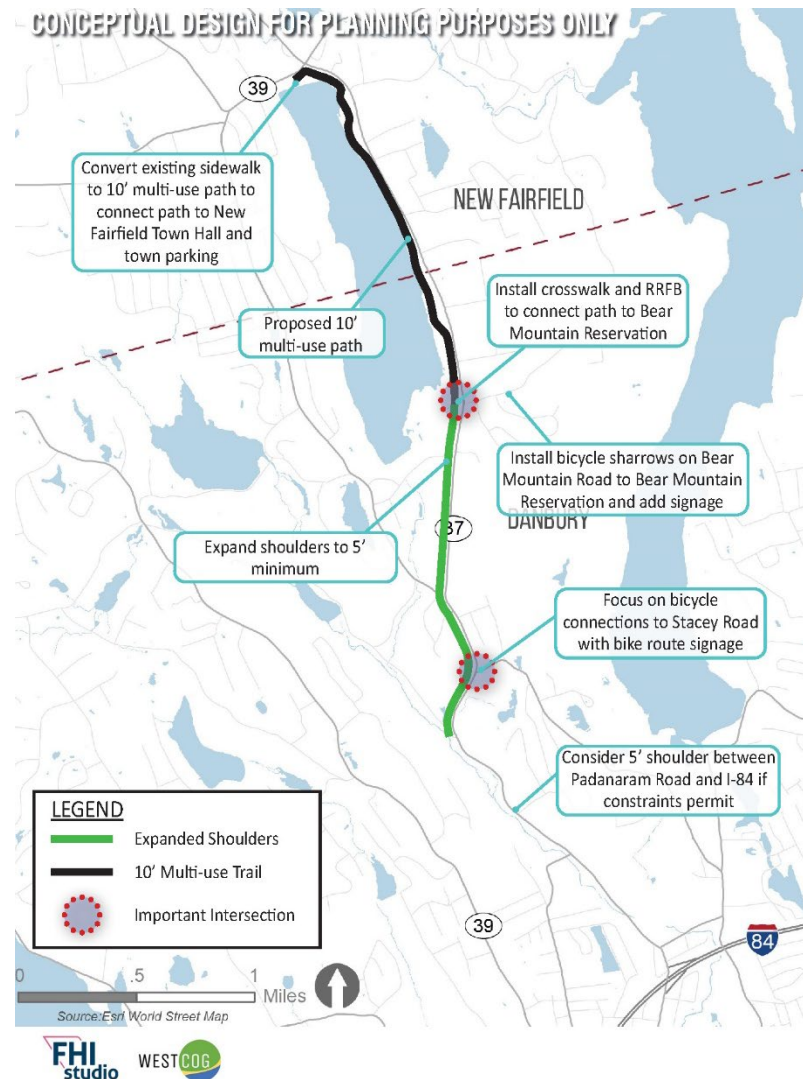 CONCEPTUAL DESIGN FOR PLANNING PURPOSES ONLY
39
Convert existing sidewalk
to 10' multi-use path to
connect path to New
Fairfield Town Hall and
town parking
NEW FAIRFIELD
Proposed 10'
multi-use path
Install crosswalk and RRFB
to connect path to Bear
Mountain Reservation
Install bicycle sharrows on Bear
Mountain Road to Bear Mountain
Reservation and add signage
DANBURY
37
Expand shoulders to 5'
minimum
Focus on bicycle
connections to Stacey Road
with bike route signage
Consider 5' shoulder between
Padanaram Road and I-84 if
constraints permit
LEGEND
Expanded Shoulders
10' Multi-use Trail
Important Intersection
39
84
0 .5 1
Miles
Source:Esri World Street Map
FHI
studio
WESTCOG